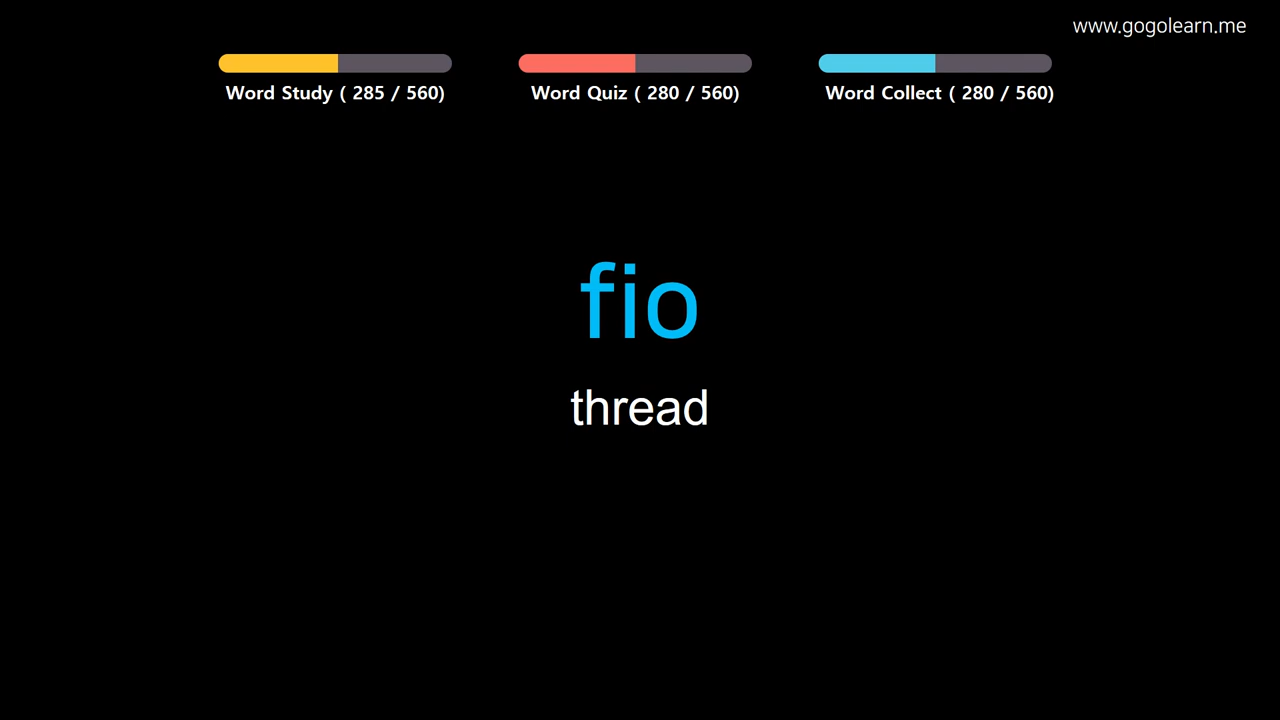 www.gogolearn.me
Word Study ( 285 / 560)
Word Quiz ( 280 / 560)
Word Collect ( 280 / 560)
fio
thread